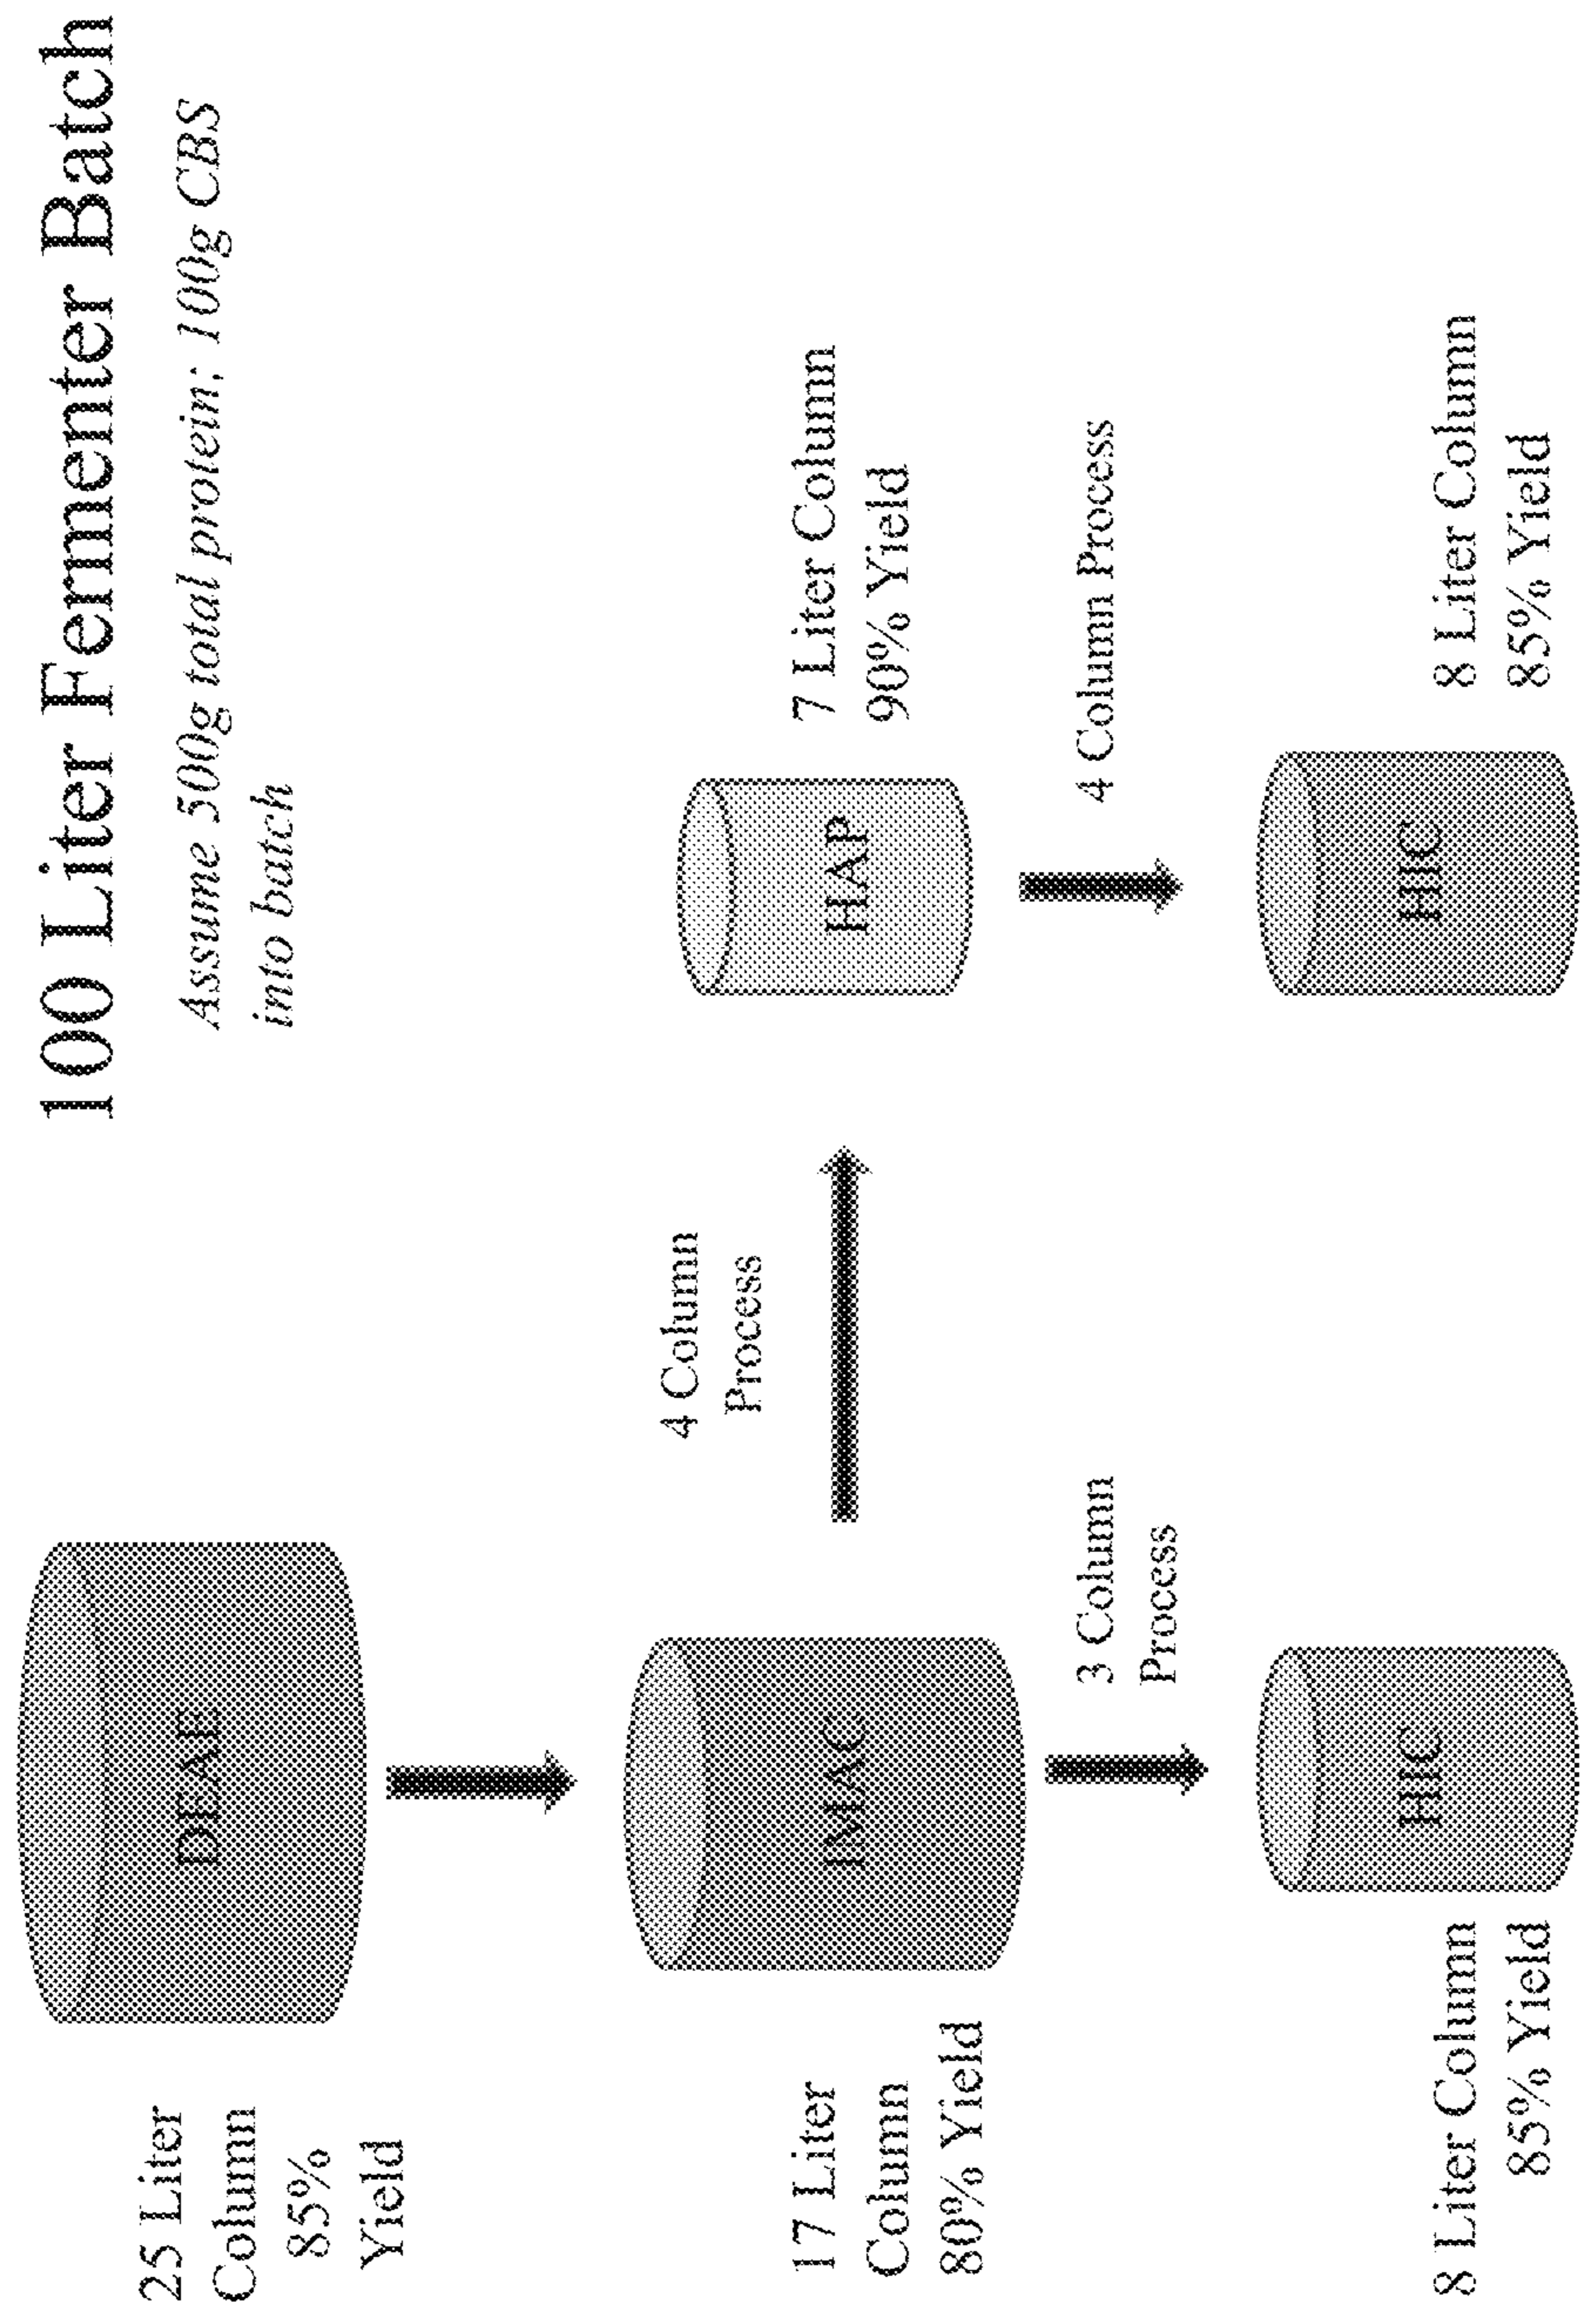 100 Liter Fermenter Batch
Assume 500g total protein; 100g CBS
into batch
25 Liter
Column
85%
Yield
DEAE
17 Liter
Column
80% Yield
IMAC
4 Column
Process
HAP
7 Liter Column
90% Yield
3 Column
Process
4 Column Process
8 Liter Column
85% Yield
HIC
HIC
8 Liter Column
85% Yield